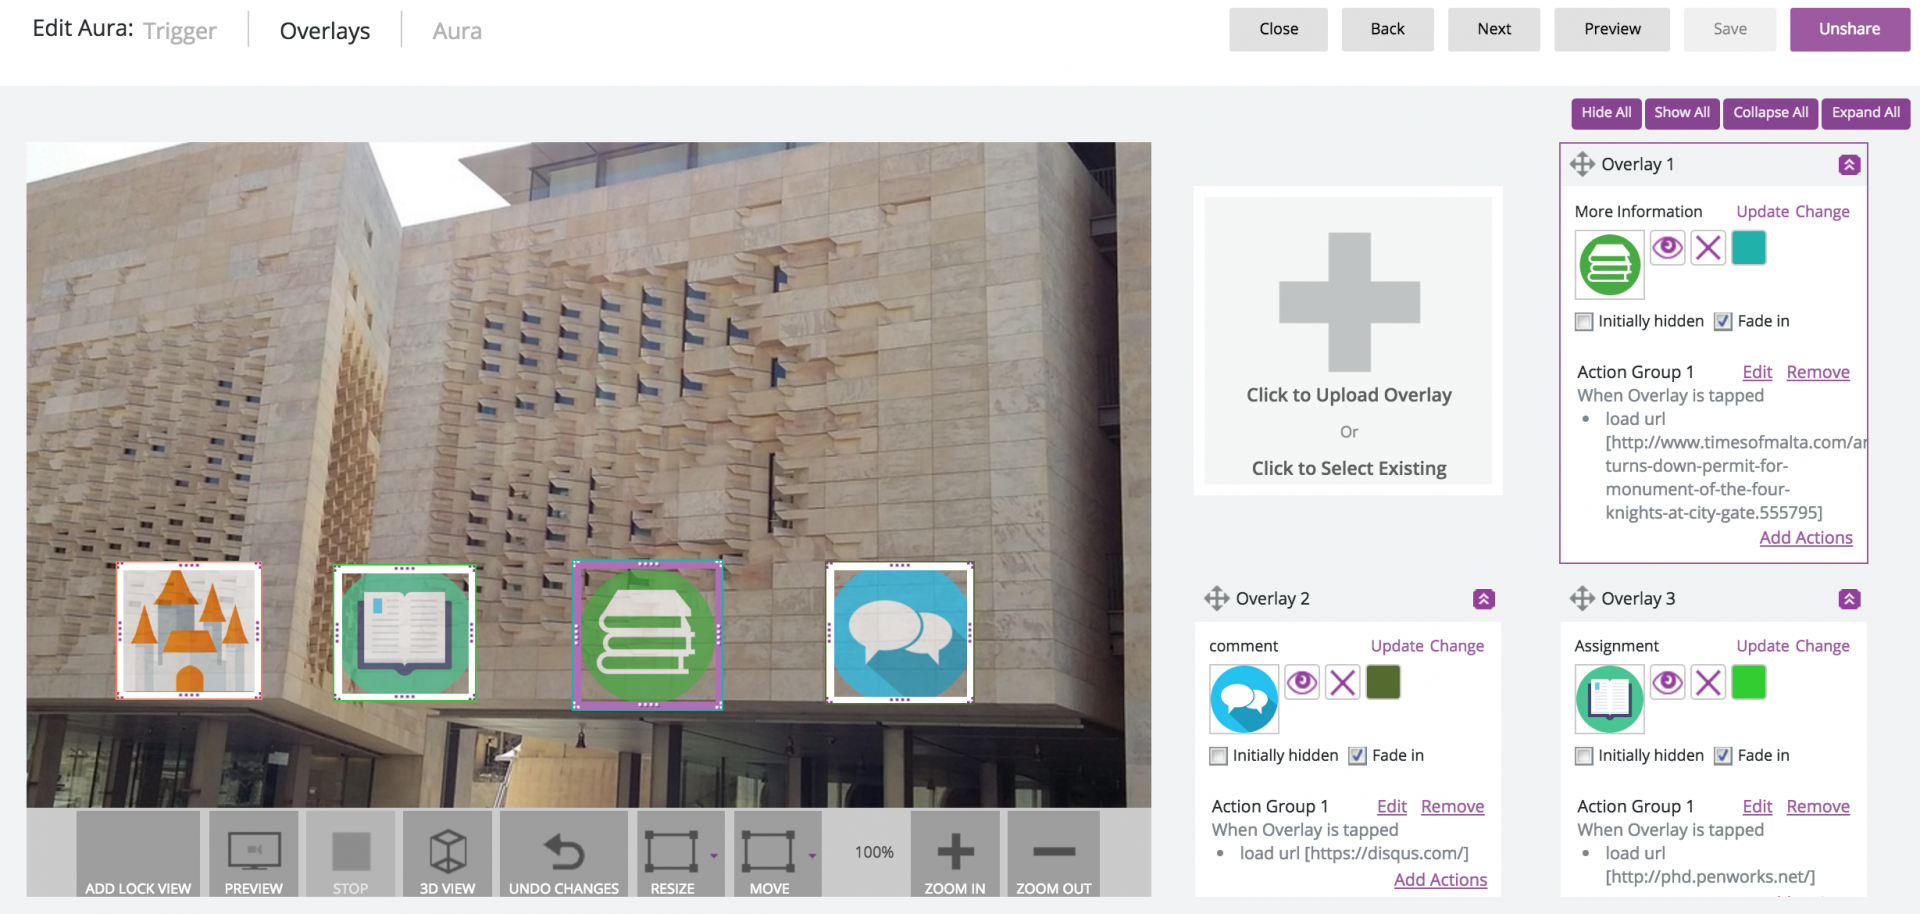 Edit Aura: Trigger Overlays Aura
Close Back Next Preview Save Unshare
Hide All Show All Collapse All Expand All
Click to Upload Overlay
Or
Click to Select Existing
Overlay 1
More Information Update Change
Initially hidden Fade in
Action Group 1 Edit Remove
When Overlay is tapped
• load url
[http://www.timesofmalta.com/ar
turns-down-permit-for-
monument-of-the-four-
knights-at-city-gate.555795]
Add Actions
Overlay 2
comment Update Change
Initially hidden Fade in
Action Group 1 Edit Remove
When Overlay is tapped
• load url [https://disqus.com/]
Add Actions
Overlay 3
Assignment Update Change
Initially hidden Fade in
Action Group 1 Edit Remove
When Overlay is tapped
• load url
[http://phd.penworks.net/]
ADD LOCK VIEW PREVIEW STOP 3D VIEW UNDO CHANGES RESIZE MOVE 100% ZOOM IN ZOOM OUT